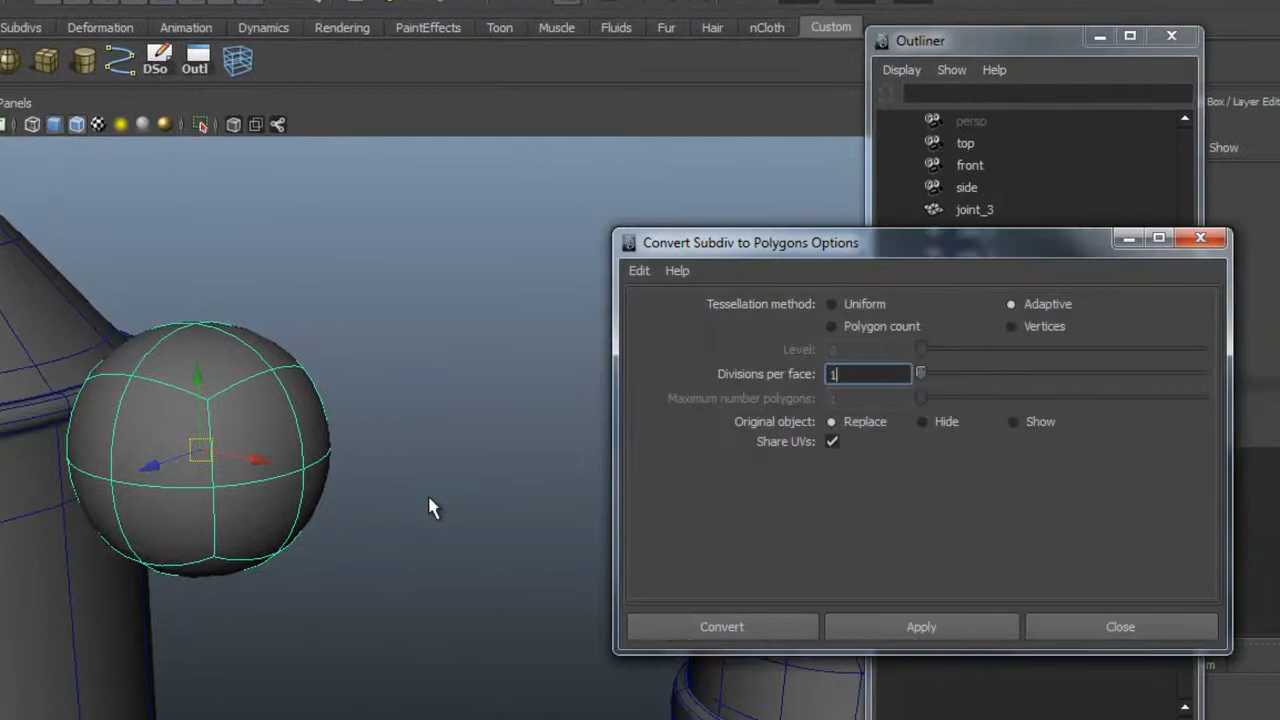 Subdivs Deformation Animation Dynamics Rendering PaintEffects Toon Muscle Fluids Fur Hair nCloth Custom
DSo Outl
Panels
Outliner
Display Show Help
persp
top
front
side
joint_3
Box / Layer Edit
Show
Convert Subdiv to Polygons Options
Edit Help
Tessellation method: Uniform Adaptive
Polygon count Vertices
Level:
Divisions per face: 1
Maximum number polygons: 1
Original object: Replace Hide Show
Share UVs:
Convert Apply Close